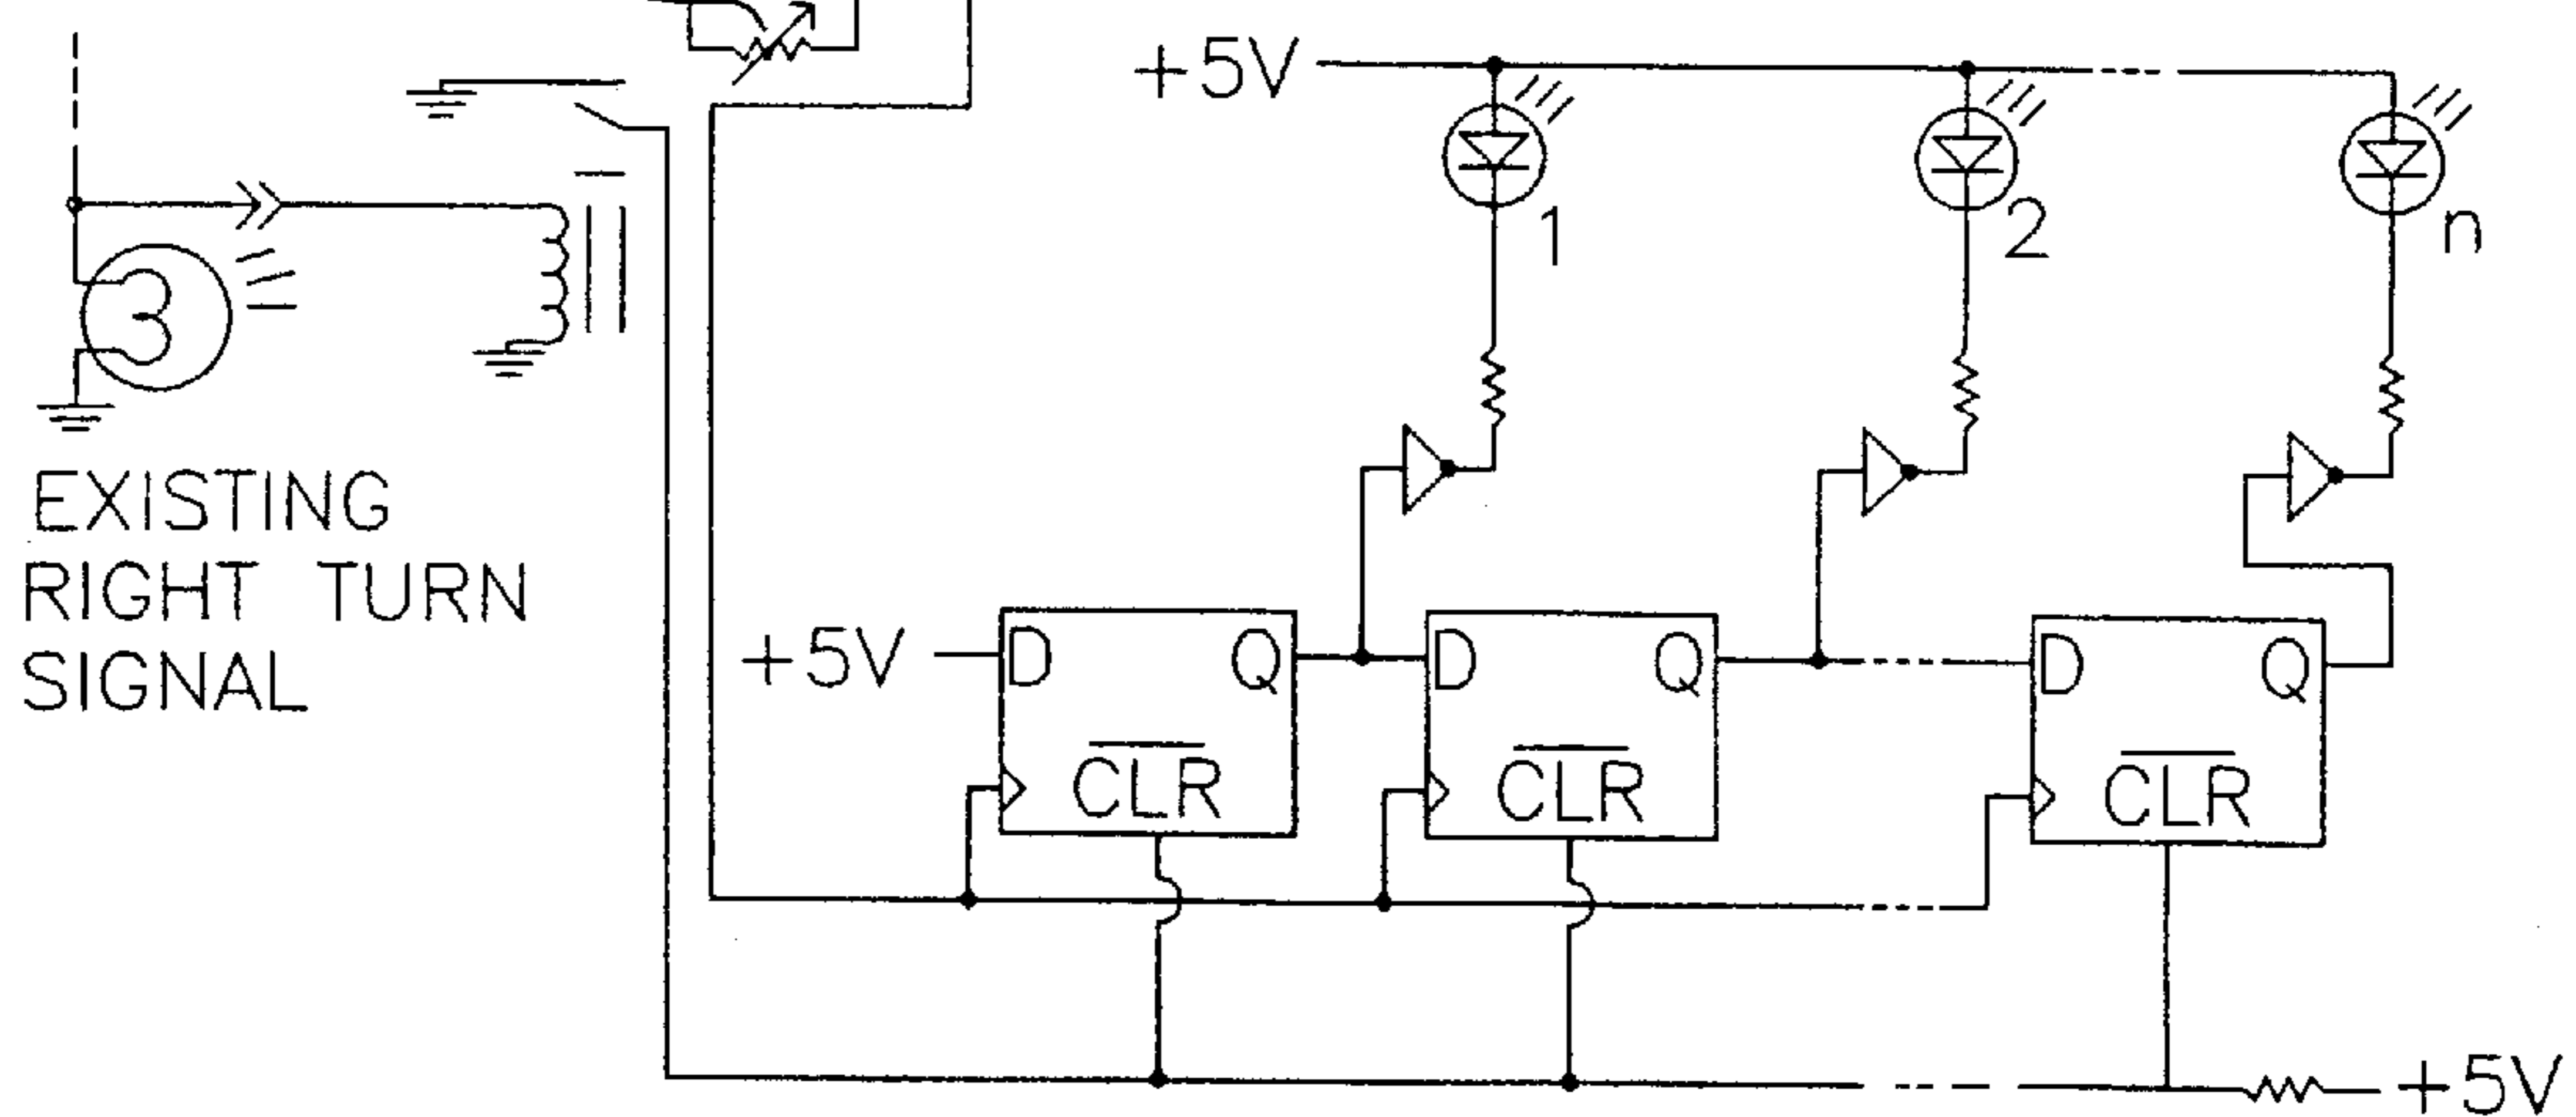 +5V
1
2
n
EXISTING
RIGHT TURN
SIGNAL
+5V
D Q
CLR
D Q
CLR
D Q
CLR
+5V